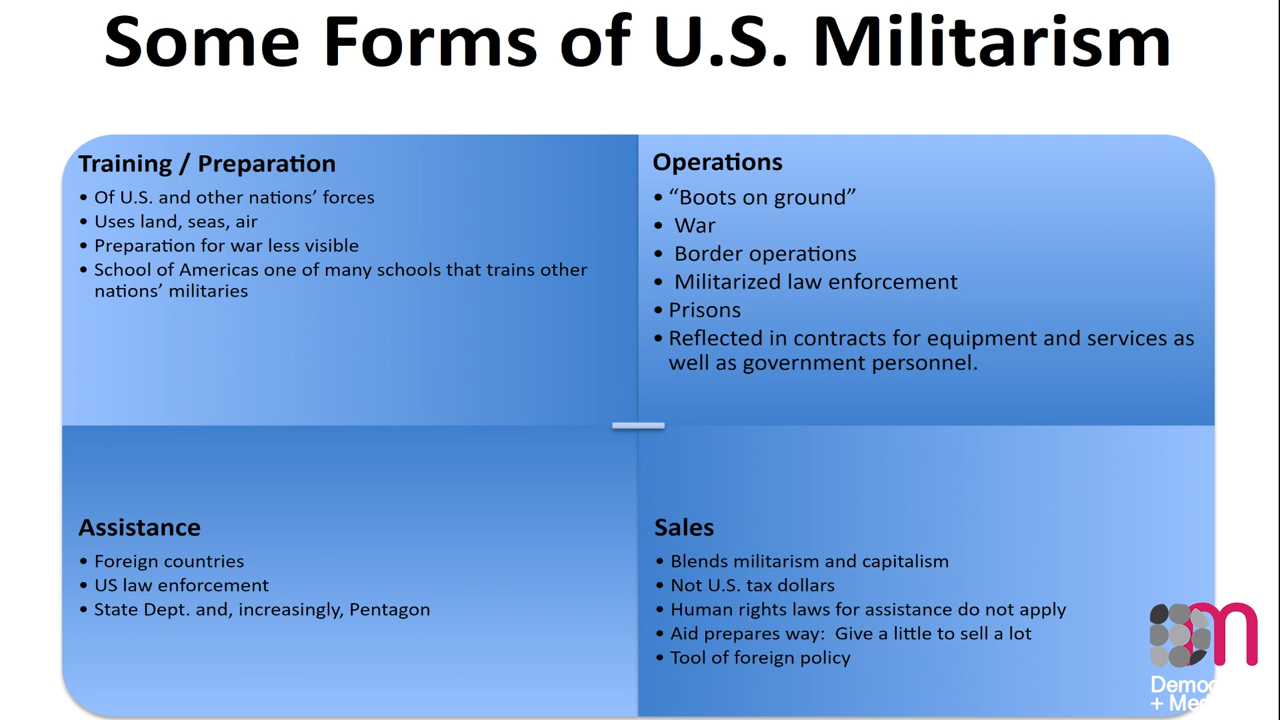 Some Forms of U.S. Militarism
Training / Preparation
• Of U.S. and other nations’ forces
• Uses land, seas, air
• Preparation for war less visible
• School of Americas one of many schools that trains other
nations’ militaries
Operations
• “Boots on ground”
• War
• Border operations
• Militarized law enforcement
• Prisons
• Reflected in contracts for equipment and services as
well as government personnel.
Assistance
• Foreign countries
• US law enforcement
• State Dept. and, increasingly, Pentagon
Sales
• Blends militarism and capitalism
• Not U.S. tax dollars
• Human rights laws for assistance do not apply
• Aid prepares way:  Give a little to sell a lot
• Tool of foreign policy